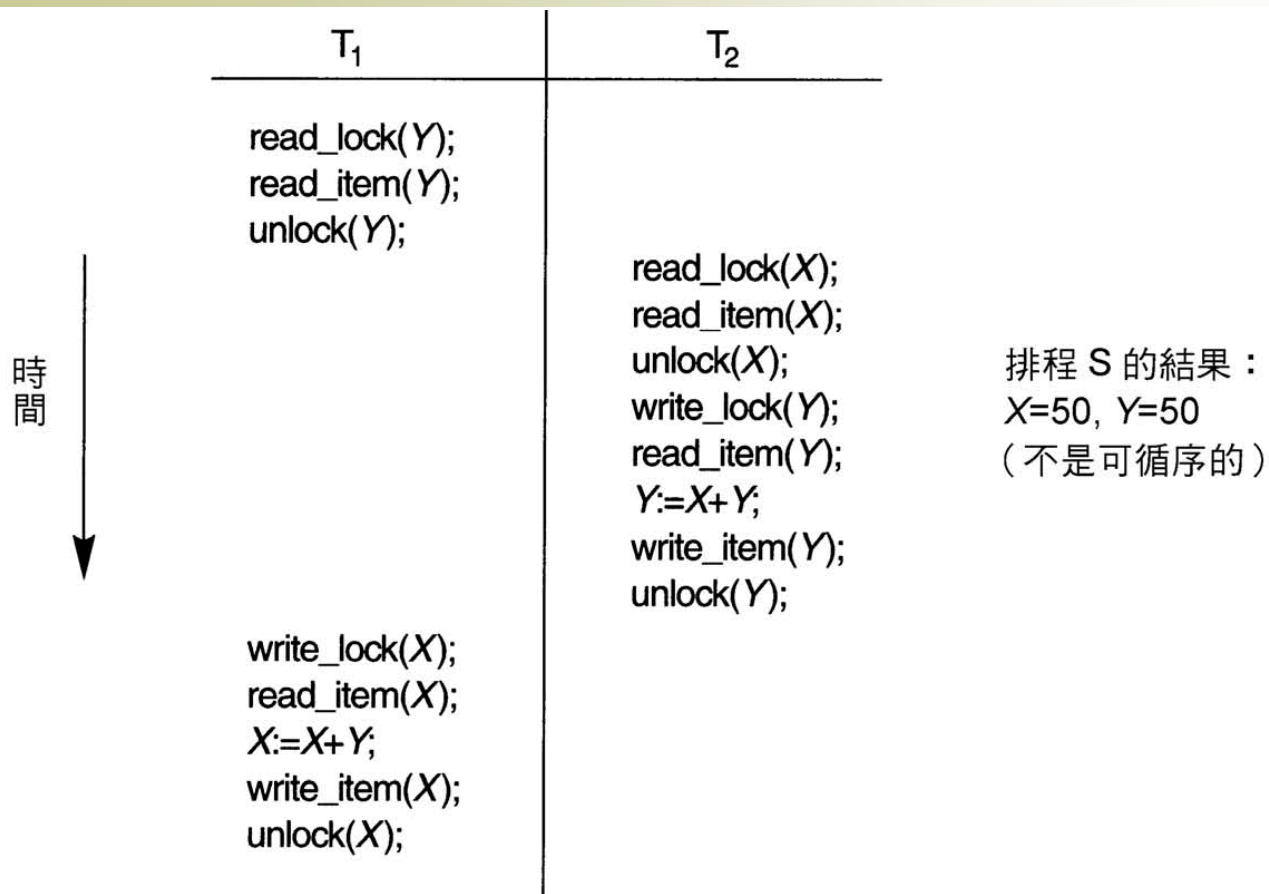 T1 T2
read_lock(Y);
read_item(Y);
unlock(Y);
read_lock(X);
read_item(X);
unlock(X);
write_lock(Y);
read_item(Y);
Y:=X+Y;
write_item(Y);
unlock(Y);
write_lock(X);
read_item(X);
X:=X+Y;
write_item(X);
unlock(X);
時間
排程 S 的結果：
X=50, Y=50
（不是可循序的）